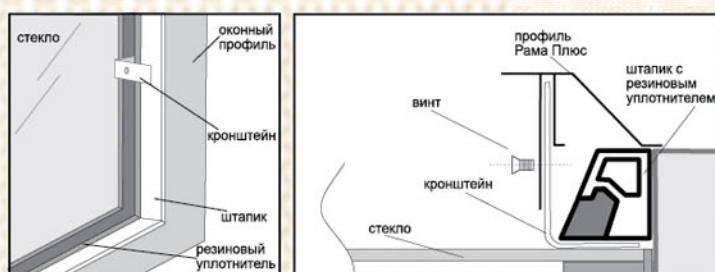 стекло
оконный
профиль
кронштейн
штапик
резиновый
уплотнитель
профиль
Рама Плюс
штапик с
резиновым
уплотнителем
винт
кронштейн
стекло